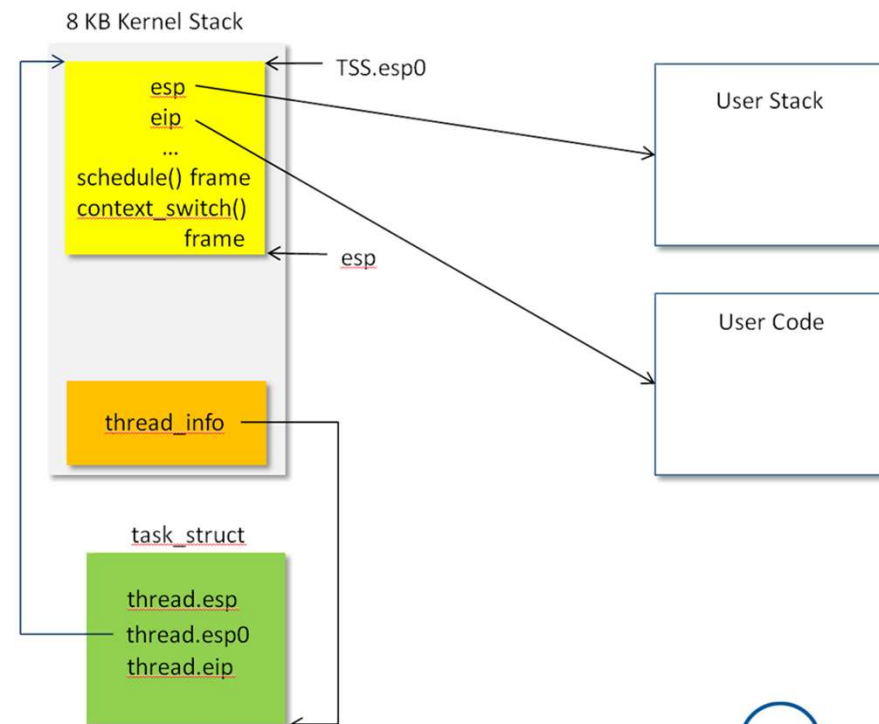 8 KB Kernel Stack
TSS.esp0
esp
eip
...
schedule() frame
context_switch()
frame
esp
User Stack
User Code
thread_info
task_struct
thread.esp
thread.esp0
thread.eip